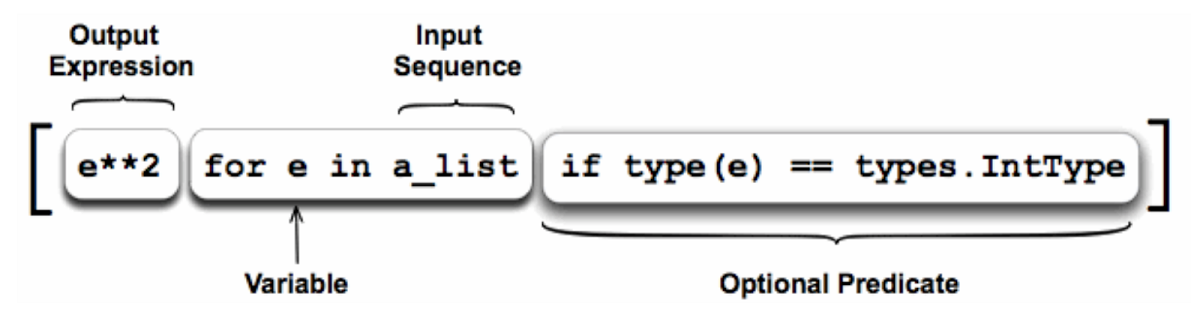 Output
Expression
Input
Sequence
[ e**2 for e in a_list if type(e) == types.IntType ]
Variable
Optional Predicate